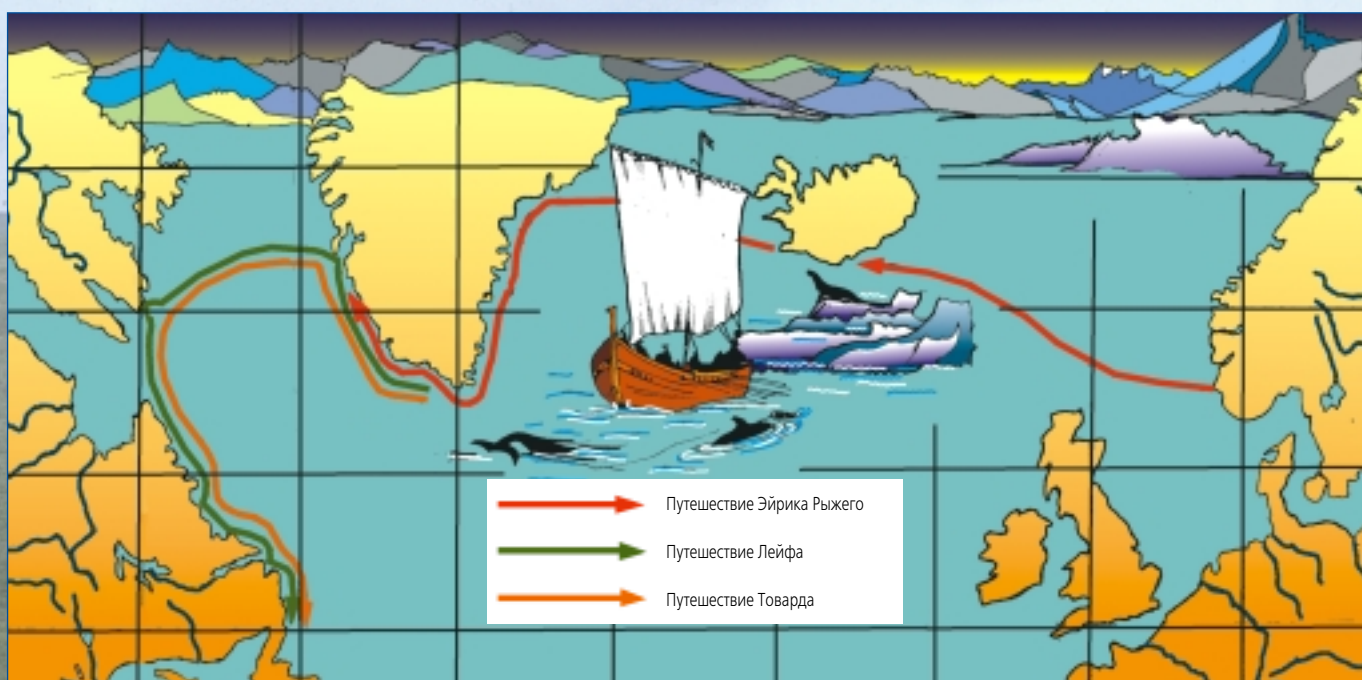 Путешествие Эйрика Рыжего
Путешествие Лейфа
Путешествие Товарда